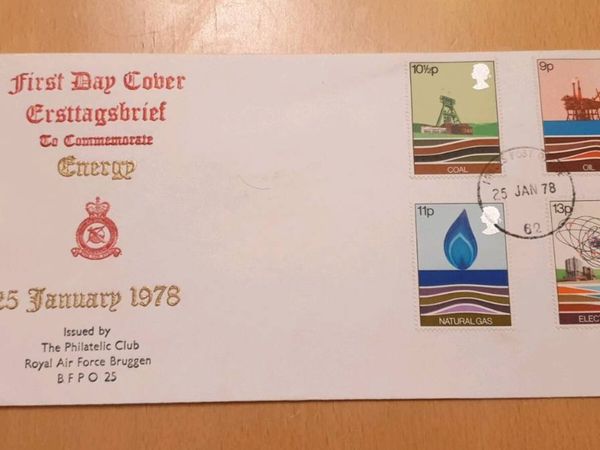 First Day Cover
Ersttagsbrief
To Commemorate
Energy
25 January 1978
Issued by
The Philatelic Club
Royal Air Force Bruggen
B F P O 25
10½p
COAL
9p
OIL
25 JAN 78
62
11p
NATURAL GAS
13p
ELECT